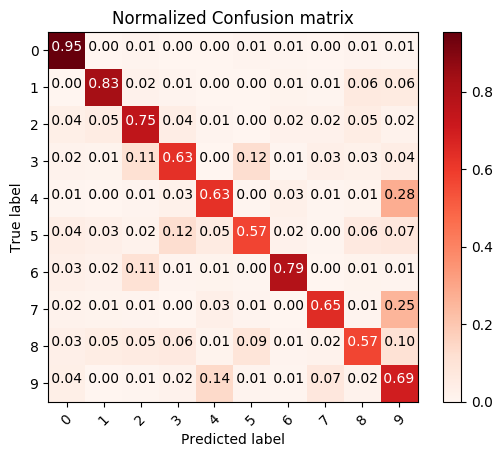 Normalized Confusion matrix
0 0.95 0.00 0.01 0.00 0.00 0.01 0.01 0.00 0.01 0.01
1 0.00 0.83 0.02 0.01 0.00 0.00 0.01 0.00 0.06 0.06
2 0.04 0.05 0.75 0.04 0.01 0.00 0.02 0.02 0.05 0.02
3 0.02 0.01 0.11 0.63 0.00 0.12 0.01 0.03 0.03 0.04
4 0.01 0.00 0.01 0.03 0.63 0.00 0.03 0.01 0.01 0.28
5 0.04 0.03 0.02 0.12 0.05 0.57 0.02 0.00 0.06 0.07
6 0.03 0.02 0.11 0.01 0.01 0.00 0.79 0.00 0.01 0.01
7 0.02 0.01 0.01 0.00 0.03 0.01 0.00 0.65 0.01 0.25
8 0.03 0.05 0.05 0.06 0.01 0.09 0.01 0.02 0.57 0.10
9 0.04 0.00 0.01 0.02 0.14 0.01 0.01 0.07 0.02 0.69
0 1 2 3 4 5 6 7 8 9
True label
Predicted label
0.8
0.6
0.4
0.2
0.0